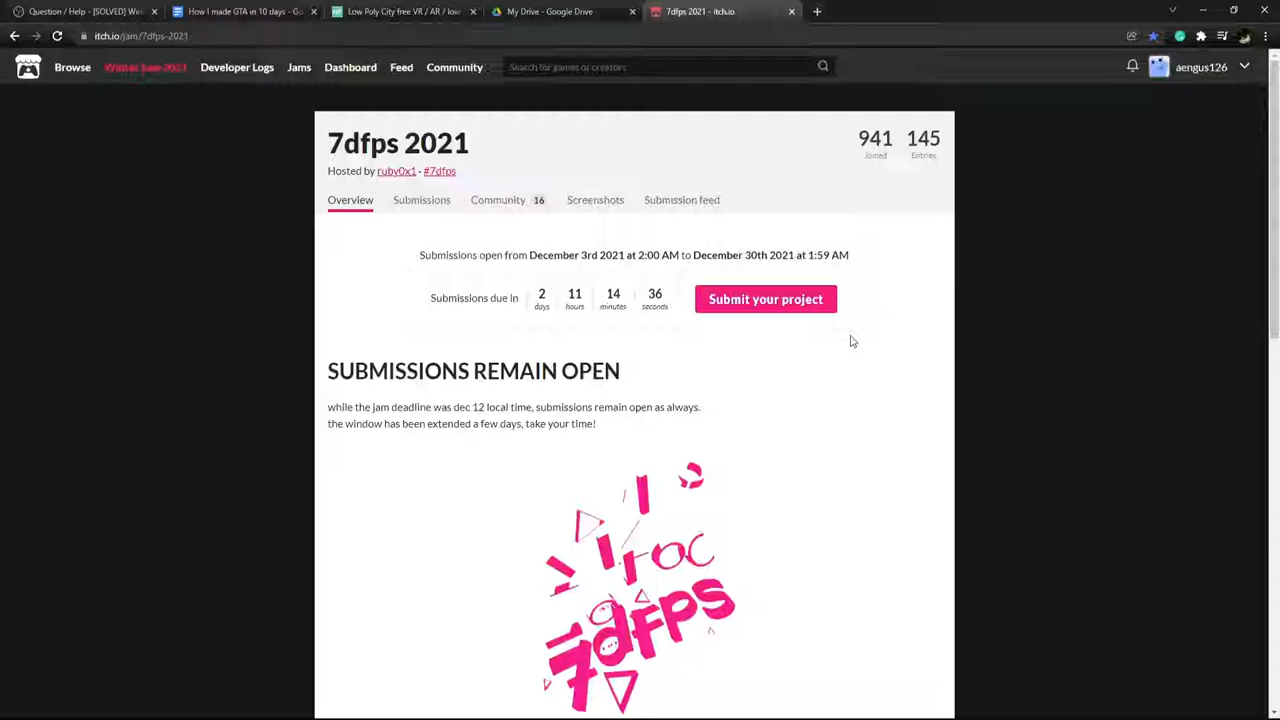 Question / Help - [SOLVED] Wi
How I made GTA in 10 days - G
Low Poly City free VR / AR / low
My Drive - Google Drive
7dfps 2021 - itch.io
itch.io/jam/7dfps-2021
Browse Winter Sale 2021 Developer Logs Jams Dashboard Feed Community Search for games or creators aengus126
7dfps 2021
941 145
Joined Entries
Hosted by ruby0x1 · #7dfps
Overview Submissions Community 16 Screenshots Submission feed
Submissions open from December 3rd 2021 at 2:00 AM to December 30th 2021 at 1:59 AM
Submissions due in 2 days 11 hours 14 minutes 36 seconds Submit your project
SUBMISSIONS REMAIN OPEN
while the jam deadline was dec 12 local time, submissions remain open as always.
the window has been extended a few days, take your time!
7dfps